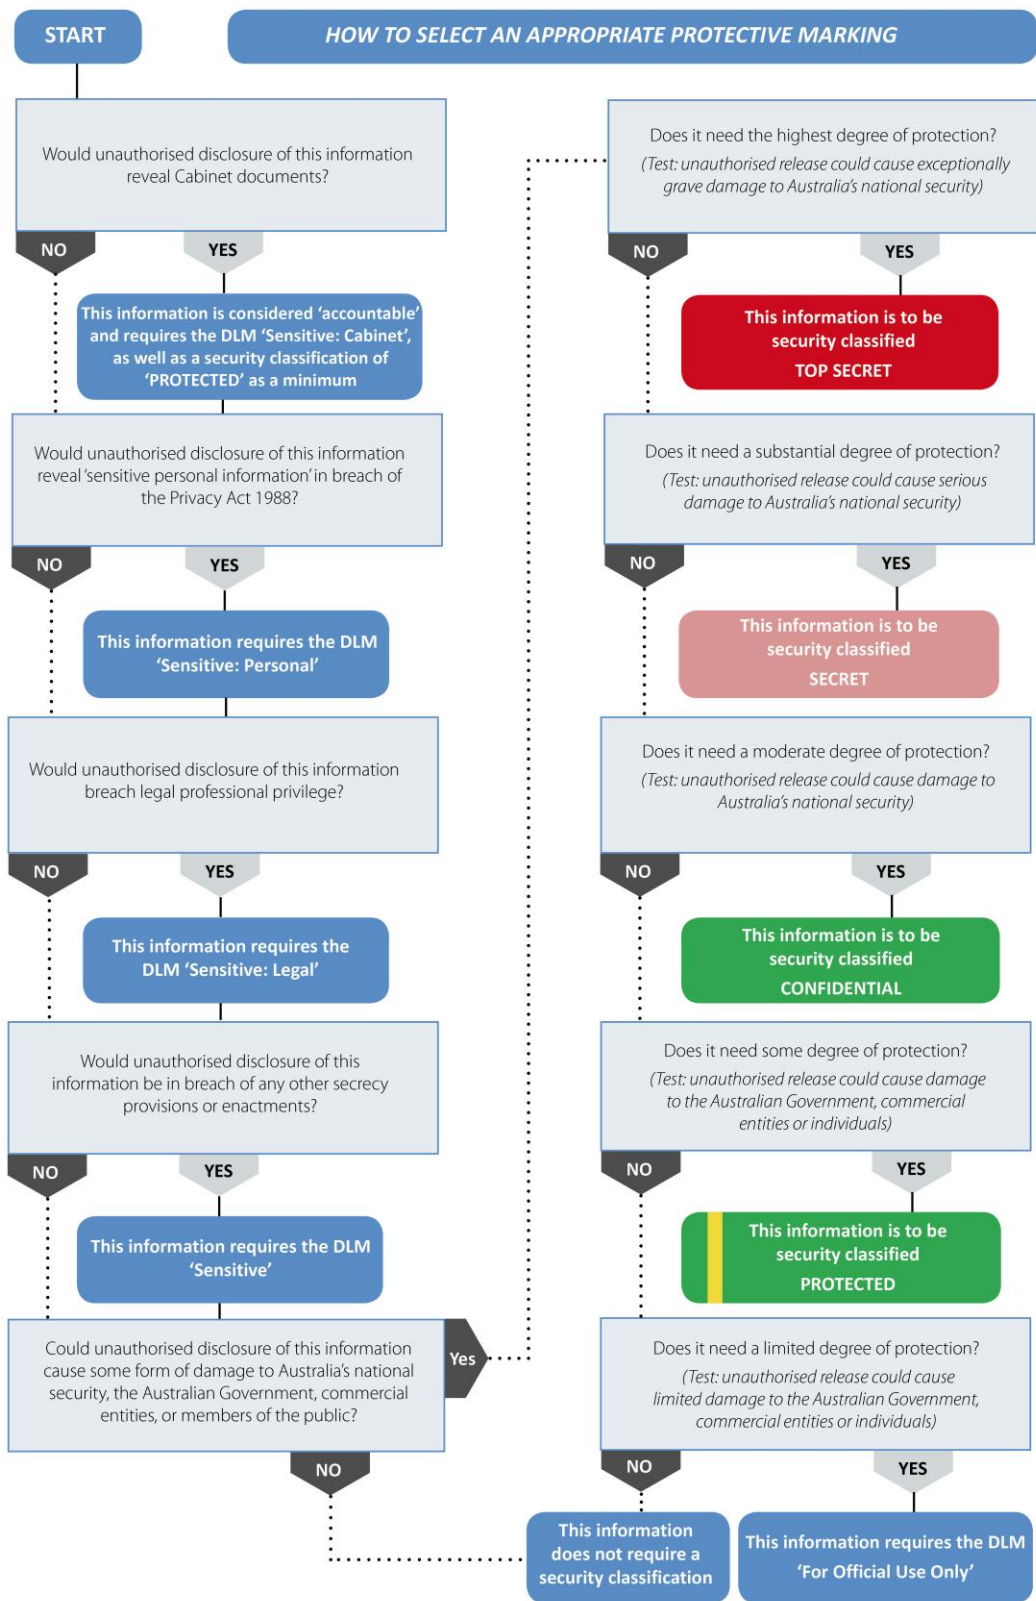 START
HOW TO SELECT AN APPROPRIATE PROTECTIVE MARKING
Would unauthorised disclosure of this information
reveal Cabinet documents?
NO
YES
This information is considered ‘accountable’
and requires the DLM ‘Sensitive: Cabinet’,
as well as a security classification of
‘PROTECTED’ as a minimum
Would unauthorised disclosure of this information
reveal ‘sensitive personal information’ in breach of
the Privacy Act 1988?
NO
YES
This information requires the DLM
‘Sensitive: Personal’
Would unauthorised disclosure of this information
breach legal professional privilege?
NO
YES
This information requires the
DLM ‘Sensitive: Legal’
Would unauthorised disclosure of this
information be in breach of any other secrecy
provisions or enactments?
NO
YES
This information requires the DLM
‘Sensitive’
Could unauthorised disclosure of this information
cause some form of damage to Australia’s national
security, the Australian Government, commercial
entities, or members of the public?
Yes
NO
Does it need the highest degree of protection?
(Test: unauthorised release could cause exceptionally
grave damage to Australia’s national security)
NO
YES
This information is to be
security classified
TOP SECRET
Does it need a substantial degree of protection?
(Test: unauthorised release could cause serious
damage to Australia’s national security)
NO
YES
This information is to be
security classified
SECRET
Does it need a moderate degree of protection?
(Test: unauthorised release could cause damage to
Australia’s national security)
NO
YES
This information is to be
security classified
CONFIDENTIAL
Does it need some degree of protection?
(Test: unauthorised release could cause damage
to the Australian Government, commercial
entities or individuals)
NO
YES
This information is to be
security classified
PROTECTED
Does it need a limited degree of protection?
(Test: unauthorised release could cause
limited damage to the Australian Government,
commercial entities or individuals)
NO
YES
This information
does not require a
security classification
This information requires the DLM
‘For Official Use Only’